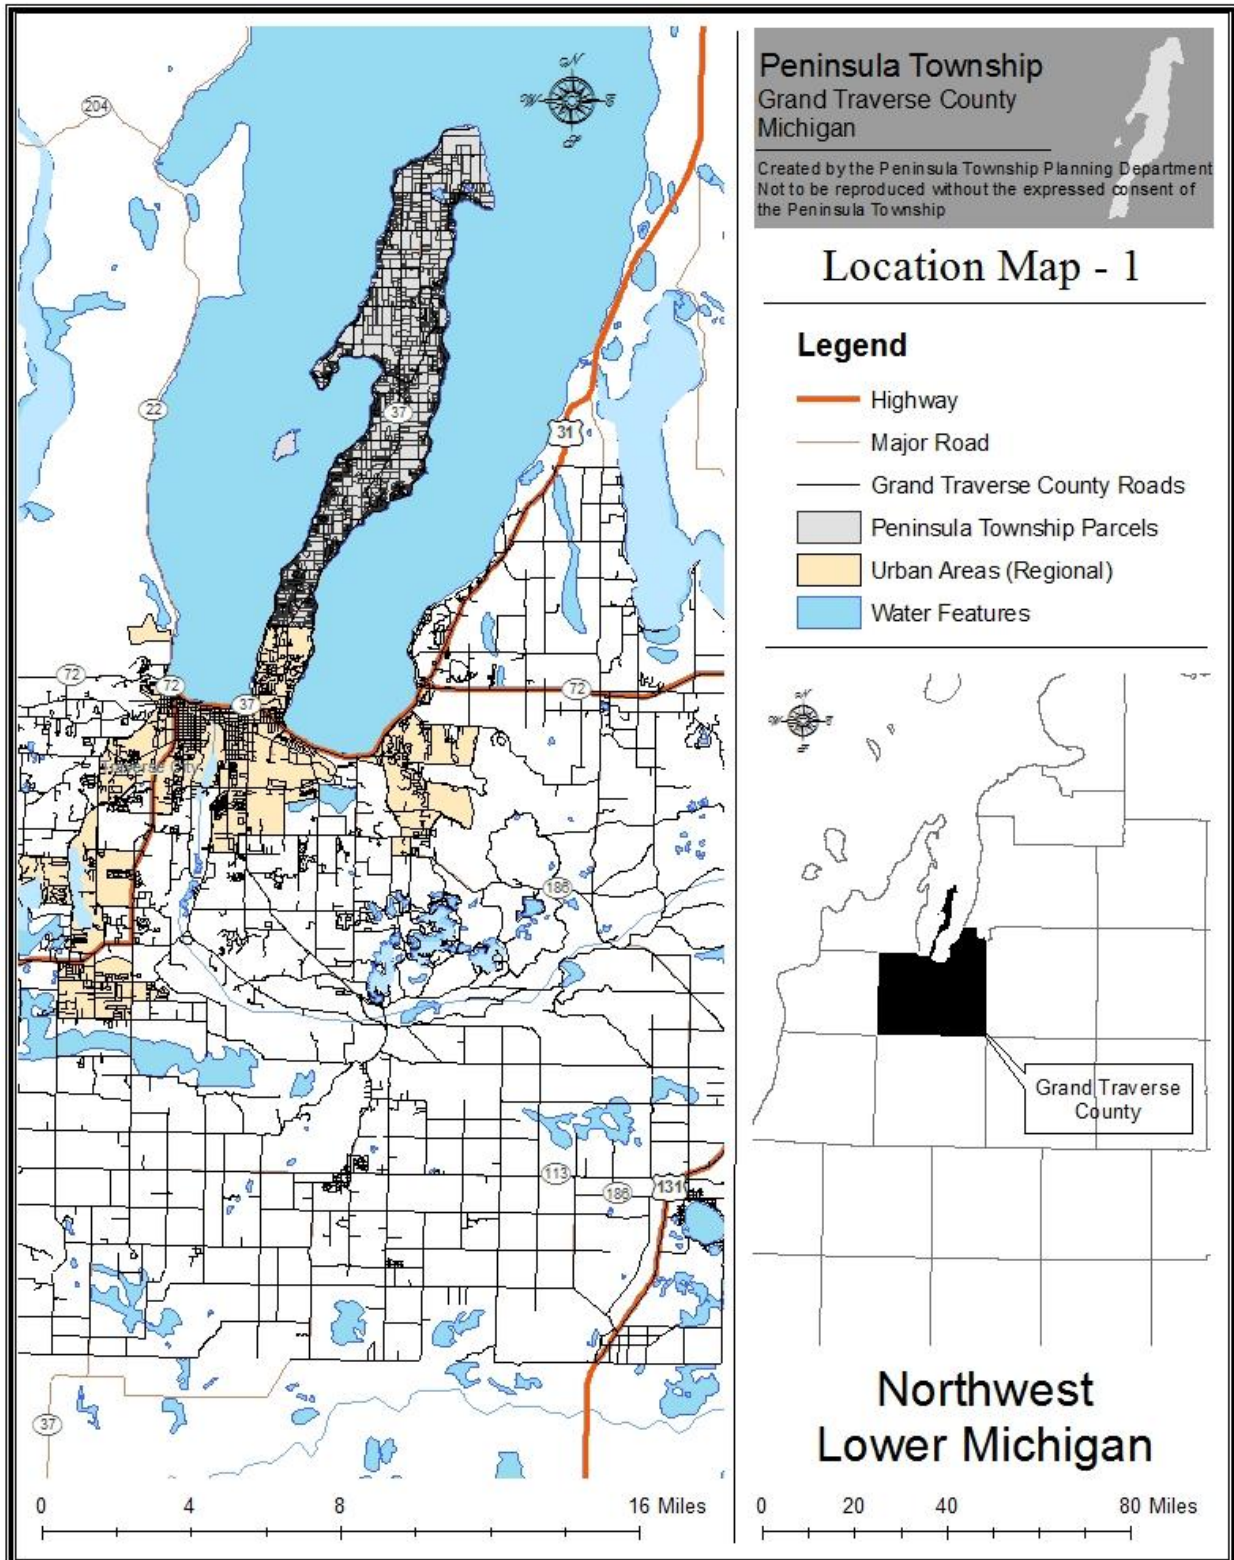 Peninsula Township
Grand Traverse County
Michigan
Created by the Peninsula Township Planning Department
Not to be reproduced without the expressed consent of
the Peninsula Township
Location Map - 1
Legend
Highway
Major Road
Grand Traverse County Roads
Peninsula Township Parcels
Urban Areas (Regional)
Water Features
N
W E
S
204
22
37
31
72
72
37
72
Traverse City
186
113
186
131
37
0 4 8 16 Miles
N
W E
S
Grand Traverse
County
Northwest
Lower Michigan
0 20 40 80 Miles